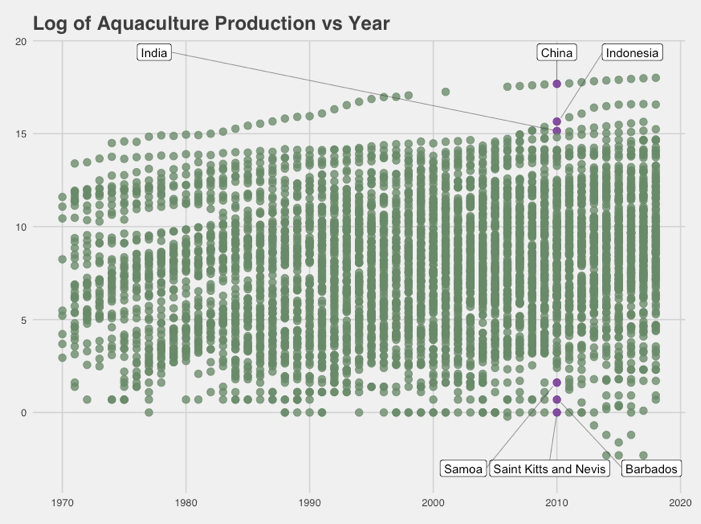 Log of Aquaculture Production vs Year
20
India
China
Indonesia
15
10
5
0
Samoa
Saint Kitts and Nevis
Barbados
1970
1980
1990
2000
2010
2020